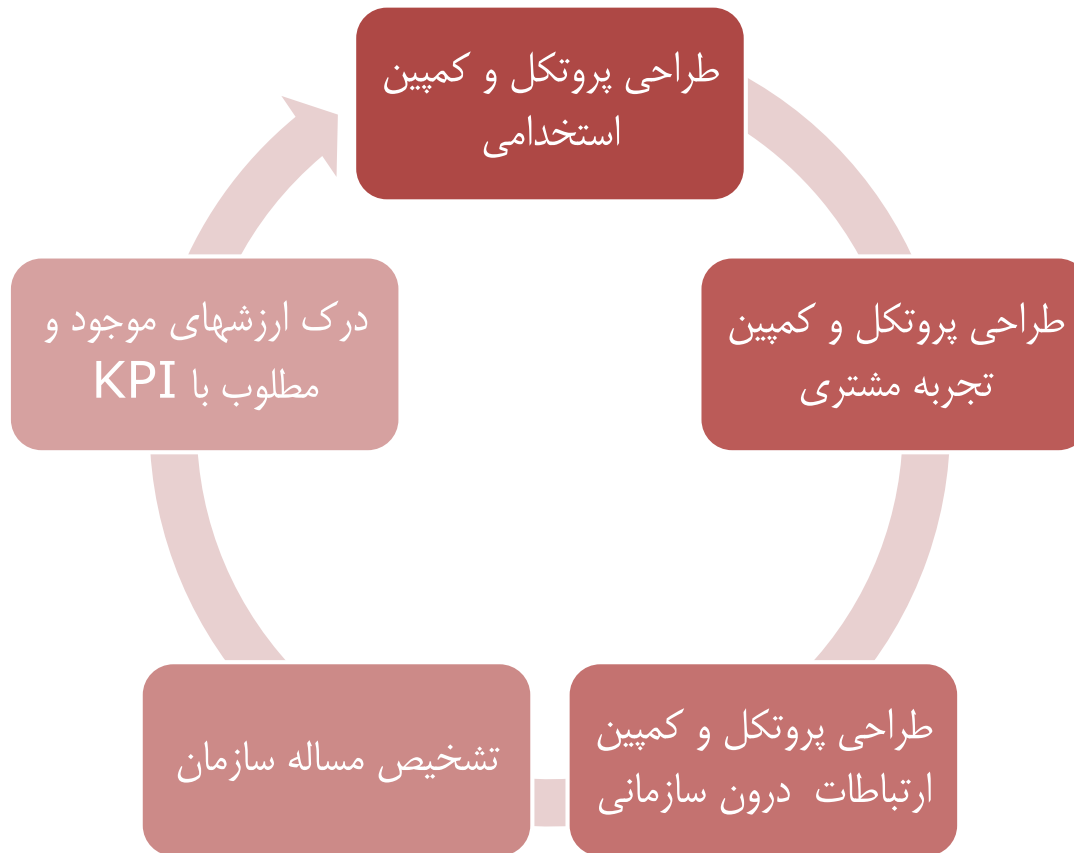 طراحی پروتکل و کمپین
استخدامی
طراحی پروتکل و کمپین
تجربه مشتری
طراحی پروتکل و کمپین
ارتباطات درون سازمانی
تشخیص مساله سازمان
درک ارزشهای موجود و
مطلوب با KPI